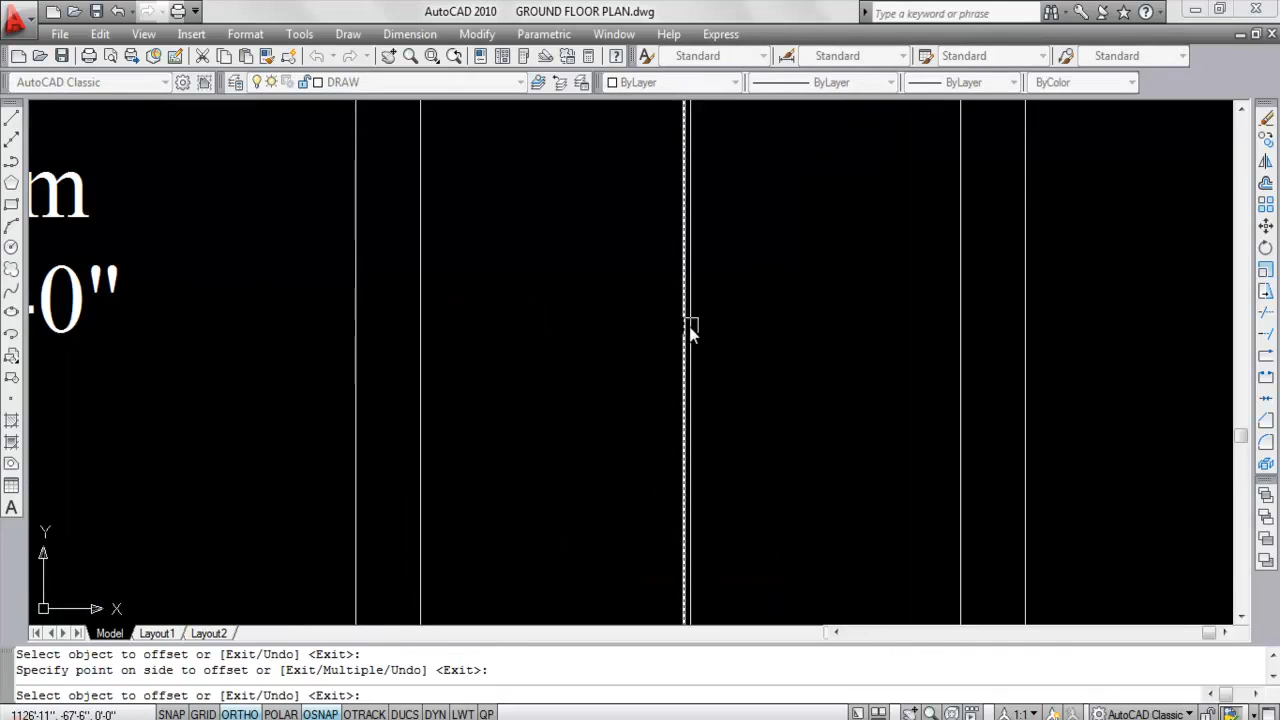 AutoCAD 2010 GROUND FLOOR PLAN.dwg Type a keyword or phrase
File Edit View Insert Format Tools Draw Dimension Modify Parametric Window Help Express
Standard Standard Standard Standard
AutoCAD Classic DRAW ByLayer ByLayer ByLayer ByColor
m
-0"
Y
X
Model Layout1 Layout2
Select object to offset or [Exit/Undo] <Exit>:
Specify point on side to offset or [Exit/Multiple/Undo] <Exit>:
Select object to offset or [Exit/Undo] <Exit>:
1126'-11", -67'-6", 0'-0" SNAP GRID ORTHO POLAR OSNAP OTRACK DUCS DYN LWT QP 1:1 AutoCAD Classic